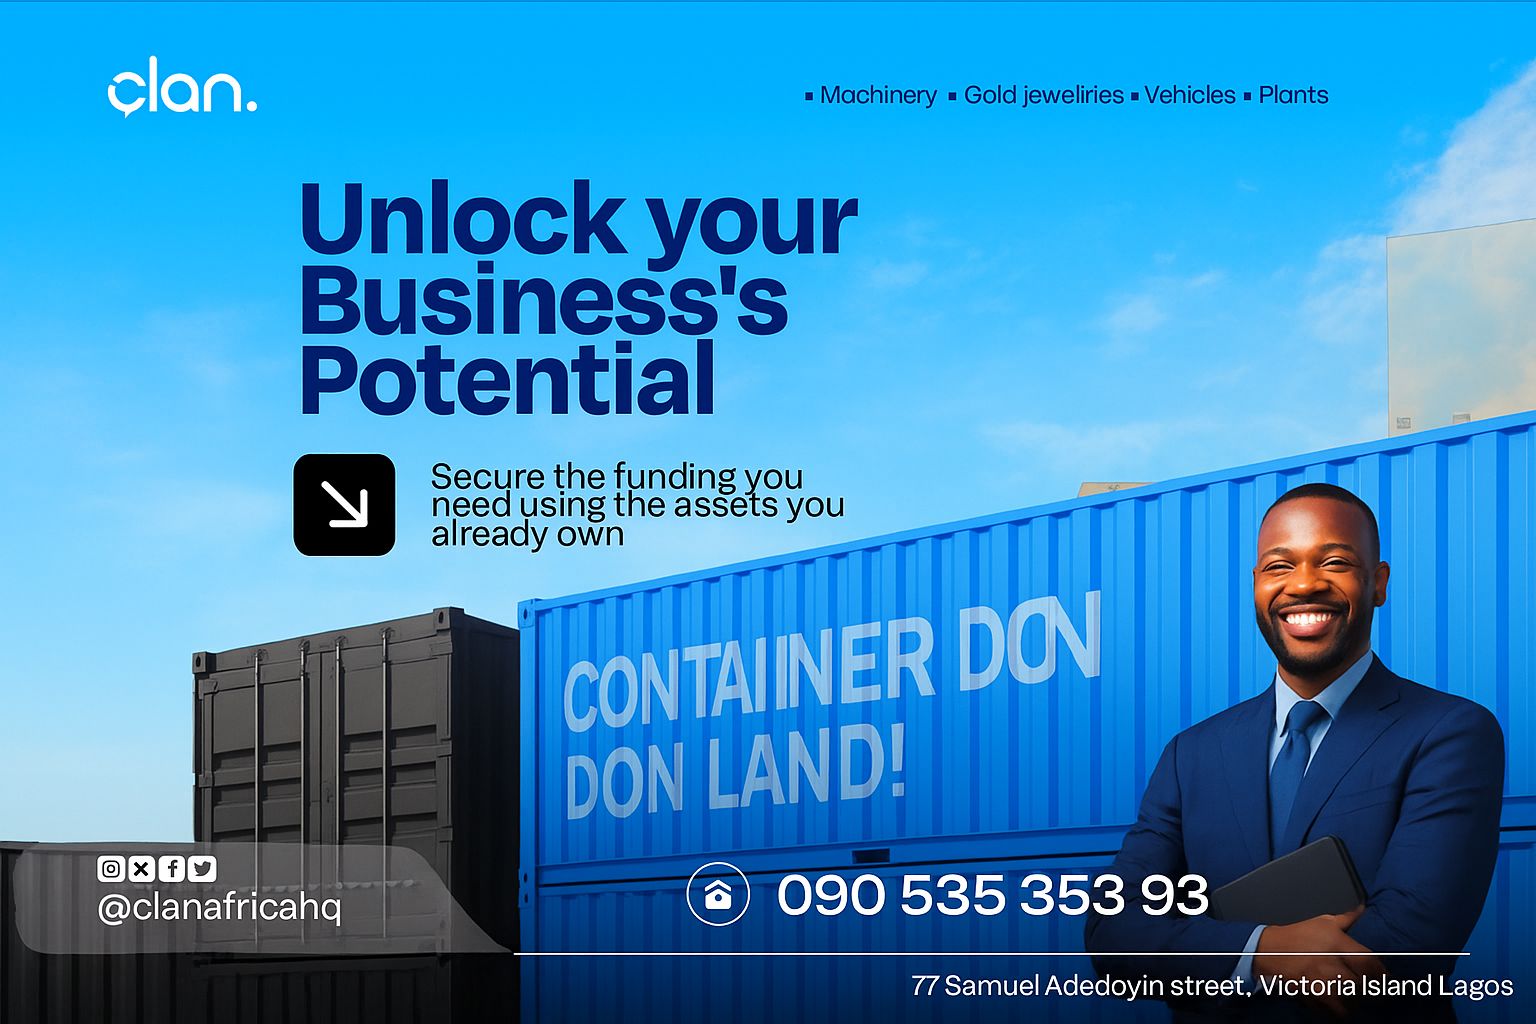 clan.
▪ Machinery ▪ Gold jeweliries ▪ Vehicles ▪ Plants
Unlock your
Business's
Potential
Secure the funding you
need using the assets you
already own
CONTAINER DON
DON LAND!
@clanafricahq
090 535 353 93
77 Samuel Adedoyin street, Victoria Island Lagos